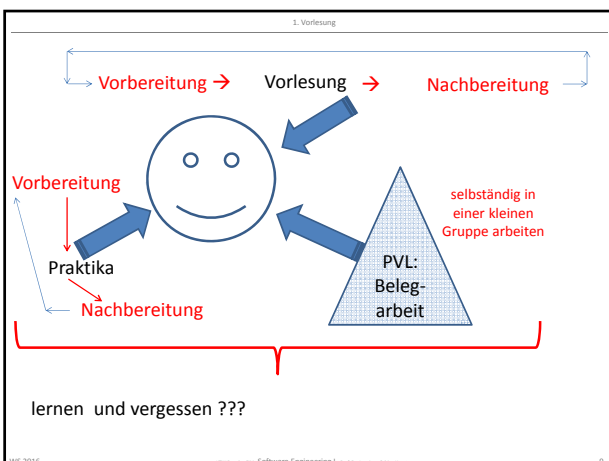 1. Vorlesung
Vorbereitung → Vorlesung → Nachbereitung
Vorbereitung
Praktika
Nachbereitung
selbständig in
einer kleinen
Gruppe arbeiten
PVL:
Beleg-
arbeit
lernen und vergessen ???
WS 2016 Software Engineering I